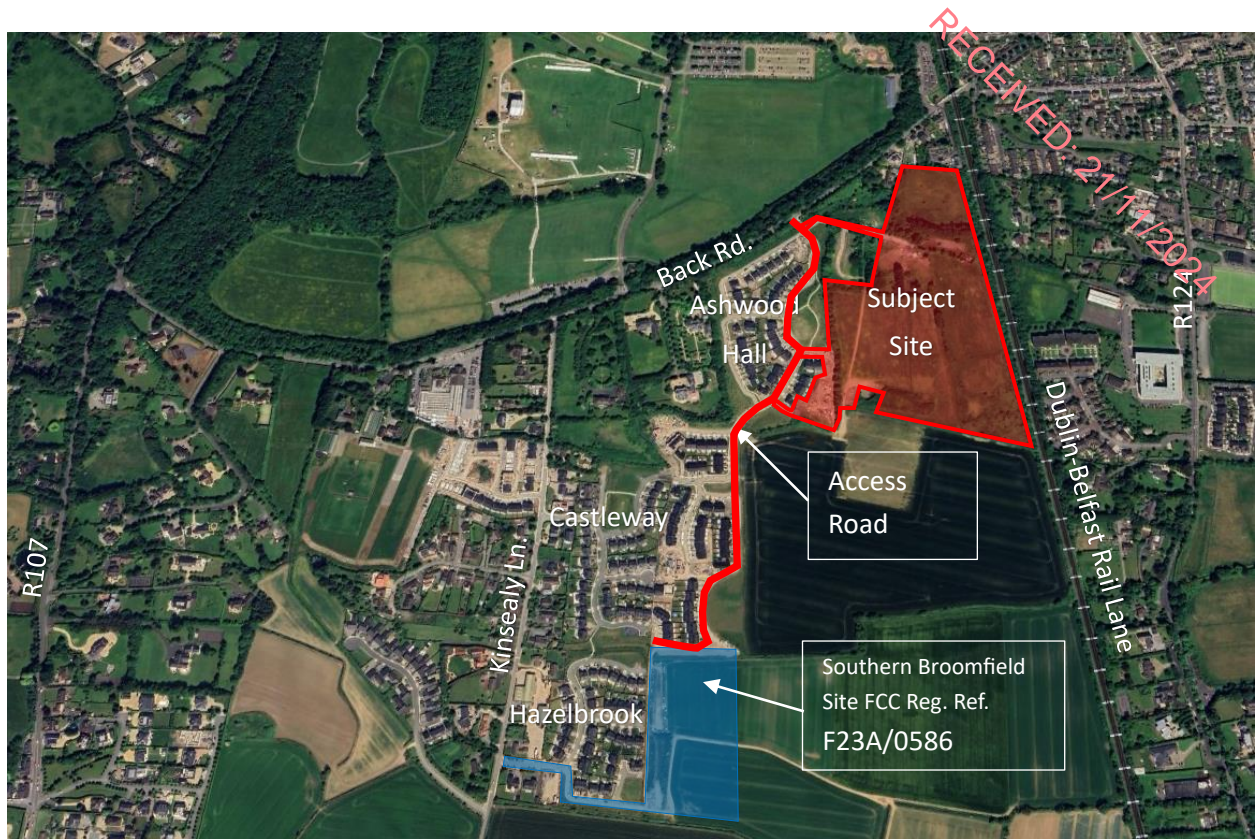 RECEIVED: 21/11/2024
Back Rd.
Ashwood
Hall
Subject
Site
R124
Dublin-Belfast Rail Lane
Access
Road
Castleway
R107
Kinsealy Ln.
Southern Broomfield
Site FCC Reg. Ref.
F23A/0586
Hazelbrook